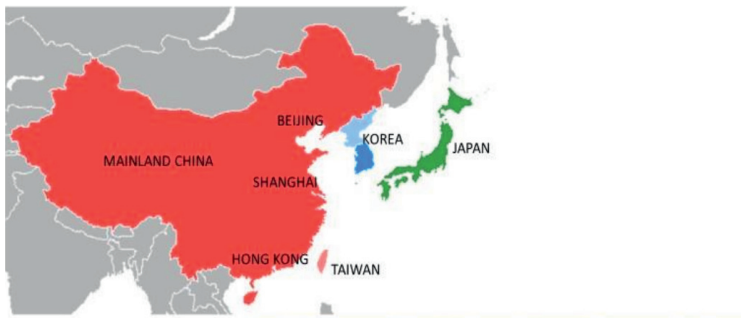 BEIJING
KOREA
JAPAN
MAINLAND CHINA
SHANGHAI
HONG KONG
TAIWAN